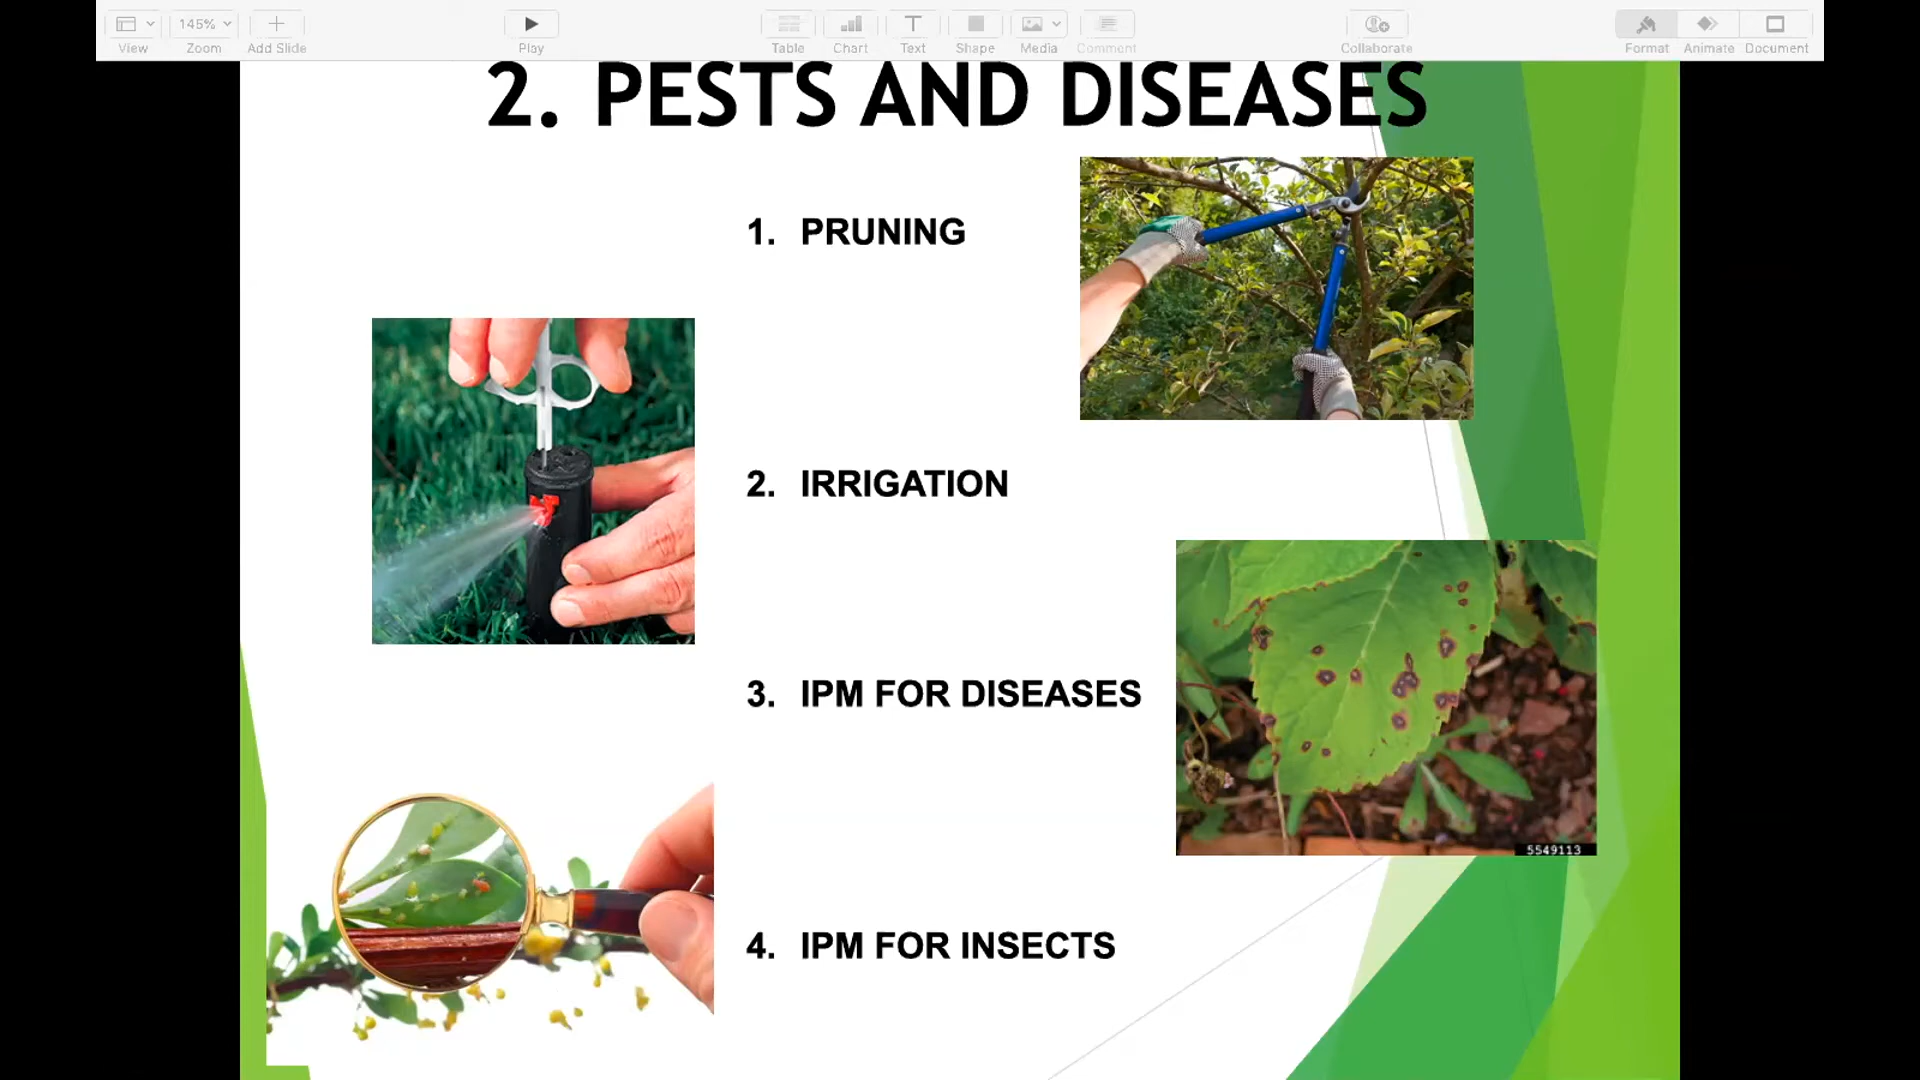 145%
View
Zoom
Add Slide
Play
Table
Chart
Text
Shape
Media
Comment
Collaborate
Format
Animate
Document
2. PESTS AND DISEASES
1. PRUNING
2. IRRIGATION
3. IPM FOR DISEASES
5549113
4. IPM FOR INSECTS